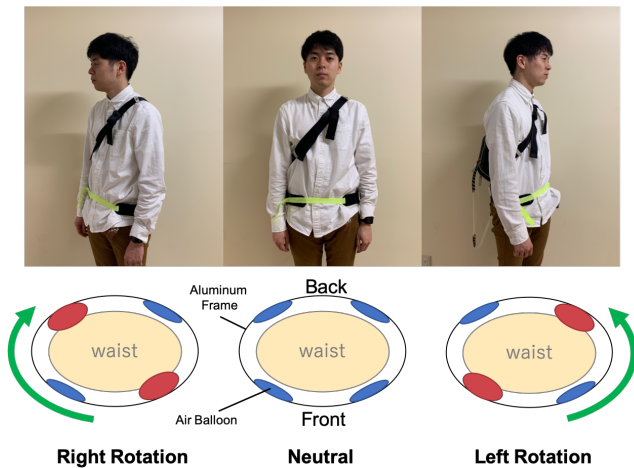 Aluminum
Frame
Back
waist
waist
waist
Air Balloon
Front
Right Rotation
Neutral
Left Rotation